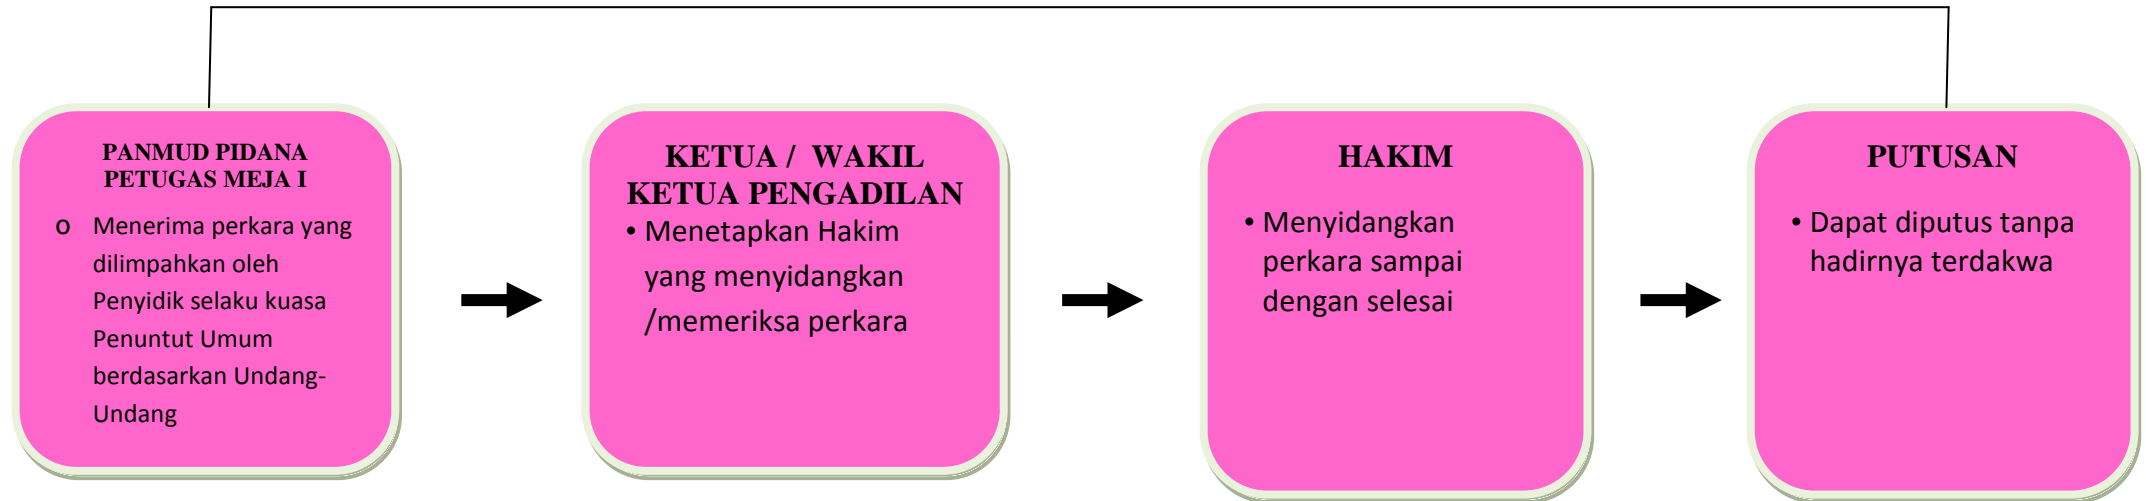 PANMUD PIDANA
PETUGAS MEJA I
o Menerima perkara yang
dilimpahkan oleh
Penyidik selaku kuasa
Penuntut Umum
berdasarkan Undang-
Undang
KETUA / WAKIL
KETUA PENGADILAN
• Menetapkan Hakim
yang menyidangkan
/memeriksa perkara
HAKIM
• Menyidangkan
perkara sampai
dengan selesai
PUTUSAN
• Dapat diputus tanpa
hadirnya terdakwa